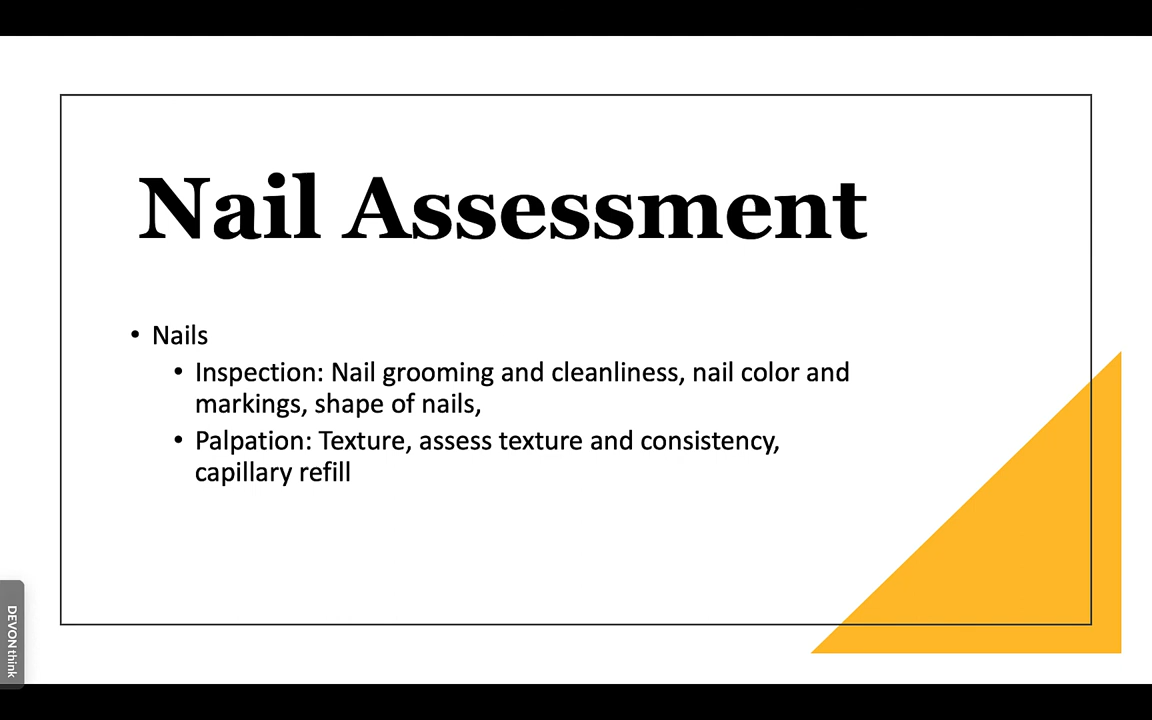 Nail Assessment
• Nails
• Inspection: Nail grooming and cleanliness, nail color and
markings, shape of nails,
• Palpation: Texture, assess texture and consistency,
capillary refill
DEVONthink